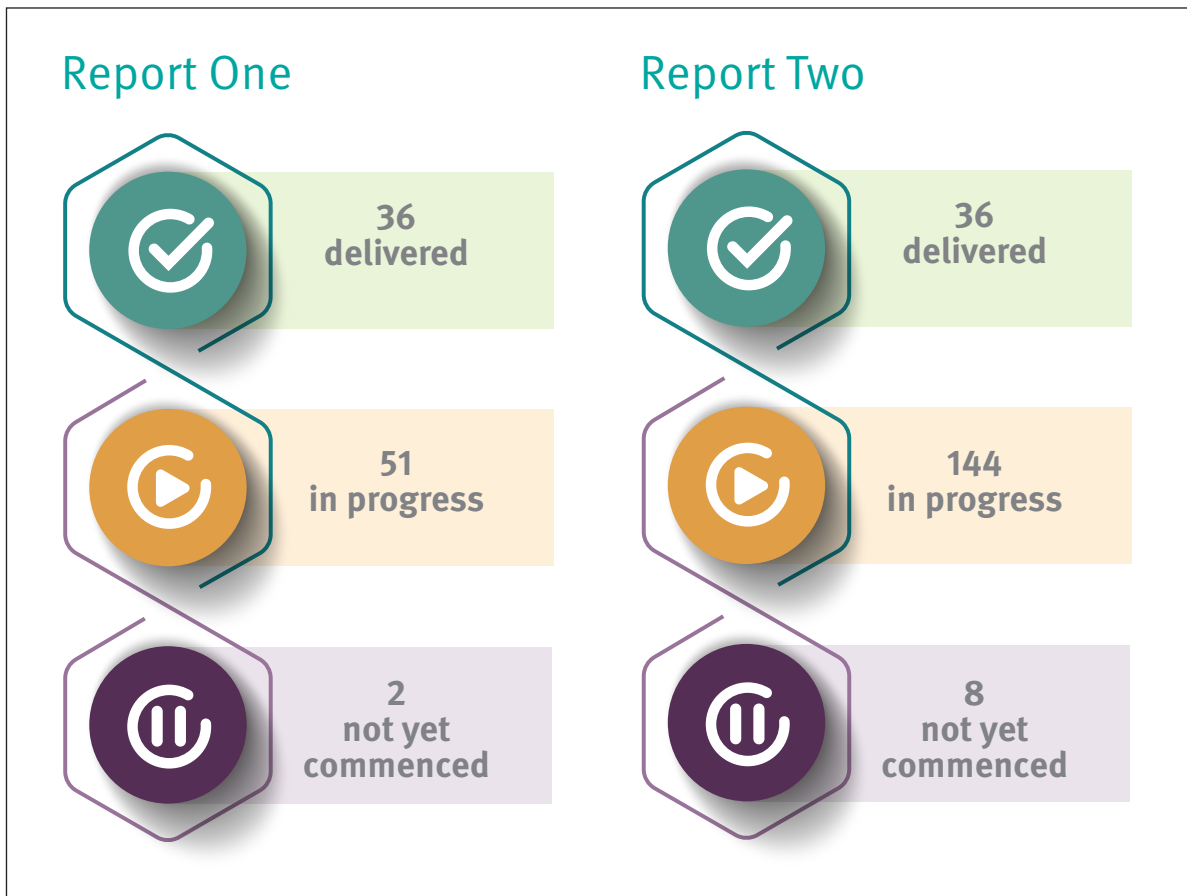 Report One
36
delivered
51
in progress
2
not yet
commenced
Report Two
36
delivered
144
in progress
8
not yet
commenced